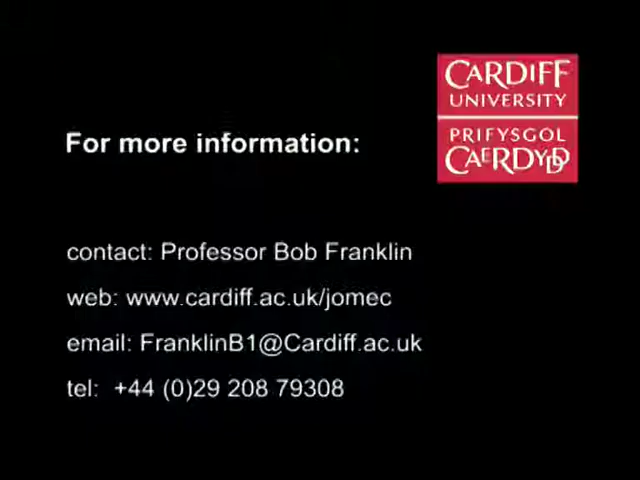 CARDIFF
UNIVERSITY
PRIFYSGOL
CAERDYDD
For more information:
contact: Professor Bob Franklin
web: www.cardiff.ac.uk/jomec
email: FranklinB1@Cardiff.ac.uk
tel: +44 (0)29 208 79308